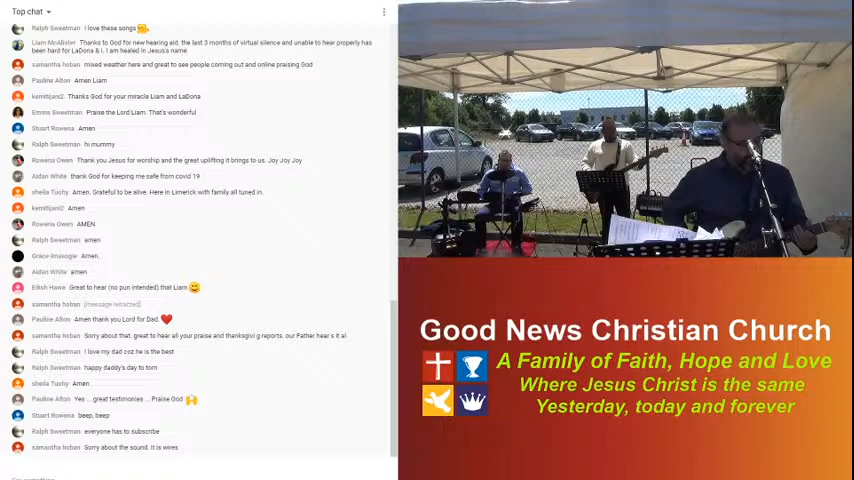 Top chat
Ralph Sweetman I love these songs
Liam McAlister Thanks to God for new hearing aid, the last 3 months of virtual silence and unable to hear properly has
been hard for LaDona & I. I am healed in Jesus's name
samantha hoban mixed weather here and great to see people coming out and online praising God
Pauline Alton Amen Liam
kemitijani2 Thanks God for your miracle Liam and LaDona
Emma Sweetman Praise the Lord Liam. That's wonderful
Stuart Rowena Amen
Ralph Sweetman hi mummy
Rowena Owen Thank you Jesus for worship and the great uplifting it brings to us. Joy Joy Joy
Aidan White thank God for keeping me safe from covid 19
sheila Tushy Amen. Grateful to be alive. Here in Limerick with family all tuned in.
kemitijani2 Amen
Rowena Owen AMEN
Ralph Sweetman amen
Grace Imasogie Amen.
Aidan White amen
Eilish Hawe Great to hear (no pun intended) that Liam
samantha hoban [message retracted]
Pauline Alton Amen thank you Lord for Dad.
samantha hoban Sorry about that. great to hear all your praise and thanksgivi g reports. our Father hear s it al
Ralph Sweetman I love my dad coz he is the best
Ralph Sweetman happy daddy's day to tom
sheila Tushy Amen
Pauline Alton Yes ... great testimonies ... Praise God
Stuart Rowena beep, beep
Ralph Sweetman everyone has to subscribe
samantha hoban Sorry about the sound. It is wires
Good News Christian Church
A Family of Faith, Hope and Love
Where Jesus Christ is the same
Yesterday, today and forever